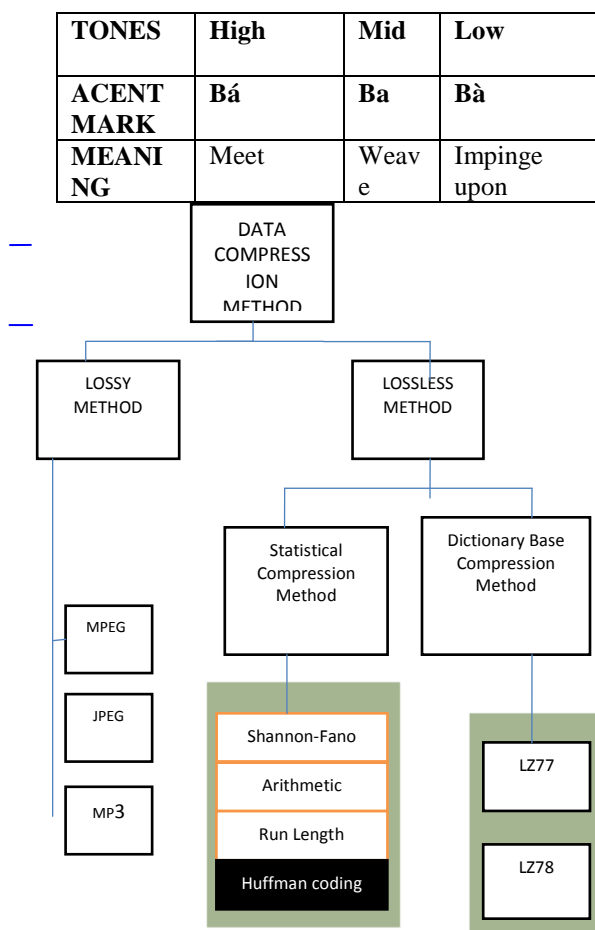 TONES High Mid Low
ACENT Bá Ba Bà
MARK
MEANI Meet Weav Impinge
NG e upon
DATA
COMPRESS
ION
METHOD
LOSSY
METHOD
LOSSLESS
METHOD
Statistical
Compression
Method
Dictionary Base
Compression
Method
MPEG
JPEG
MP3
Shannon-Fano
Arithmetic
Run Length
Huffman coding
LZ77
LZ78